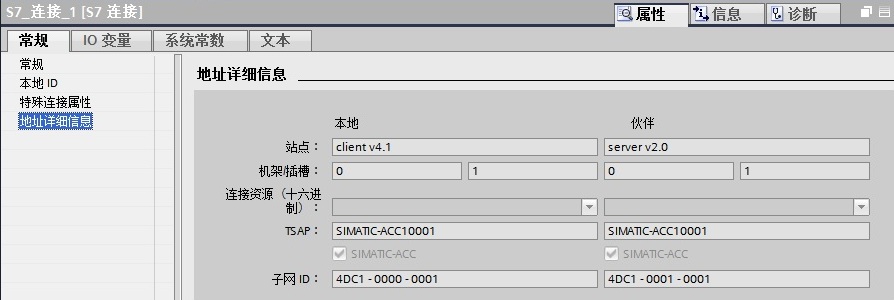 S7_连接_1 [S7 连接]
属性 信息 诊断
常规 IO 变量 系统常数 文本
常规
本地 ID
特殊连接属性
地址详细信息
地址详细信息
本地 伙伴
站点： client v4.1 server v2.0
机架/插槽： 0 1 0 1
连接资源（十六进
制）：
TSAP： SIMATIC-ACC10001 SIMATIC-ACC10001
SIMATIC-ACC SIMATIC-ACC
子网 ID： 4DC1 - 0000 - 0001 4DC1 - 0001 - 0001